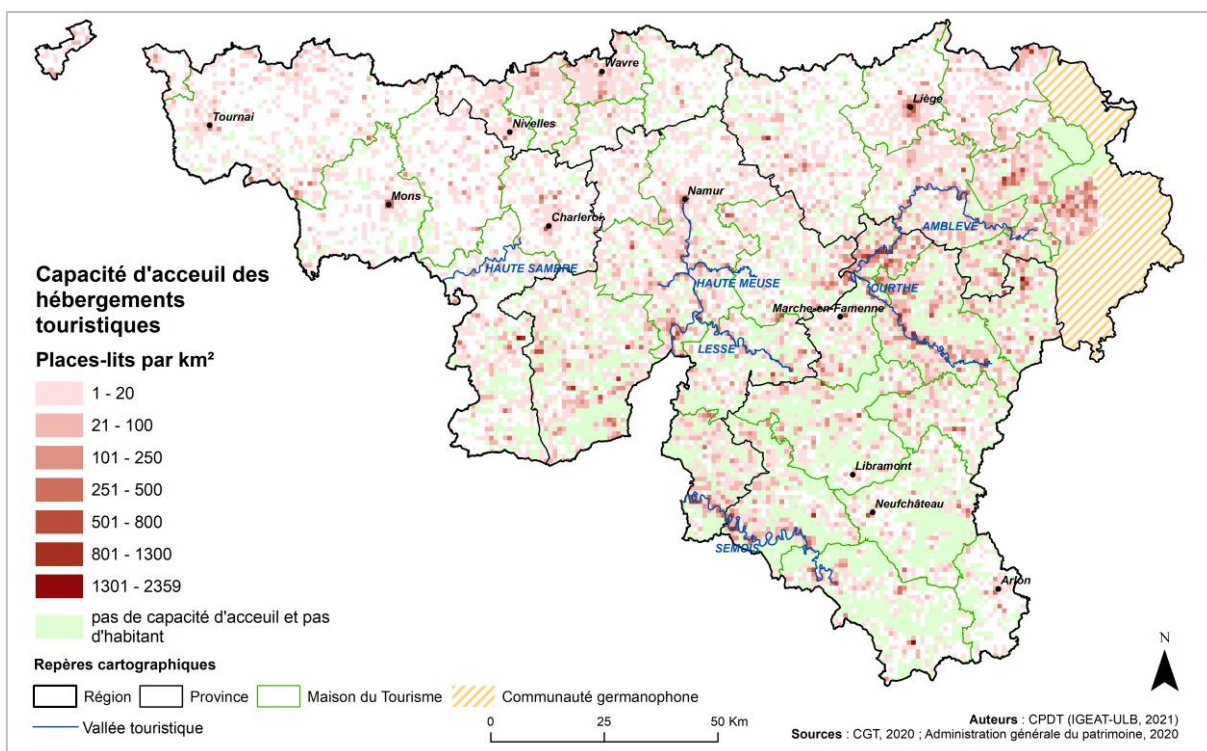 Wavre
Liège
Tournai
Nivelles
Mons
Namur
Charleroi
AMBLEVE
HAUTE SAMBRE
HAUTE MEUSE
OURTHE
Marche-en-Famenne
LESSE
Libramont
Neufchâteau
SEMOIS
Arlon
Capacité d'acceuil des
hébergements
touristiques
Places-lits par km²
1 - 20
21 - 100
101 - 250
251 - 500
501 - 800
801 - 1300
1301 - 2359
pas de capacité d'acceuil et pas
d'habitant
Repères cartographiques
Région
Province
Maison du Tourisme
Communauté germanophone
Vallée touristique
0 25 50 Km
N
Auteurs : CPDT (IGEAT-ULB, 2021)
Sources : CGT, 2020 ; Administration générale du patrimoine, 2020